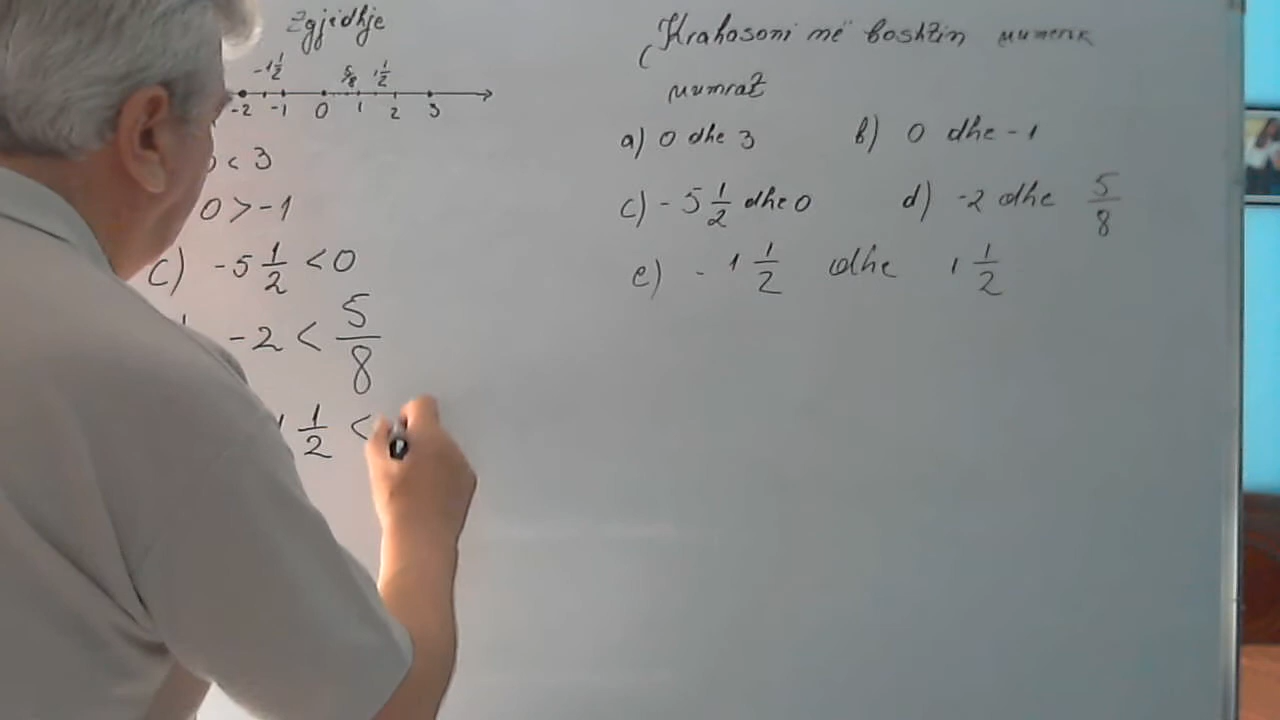 Zgjidhje
-1 1/2 5/8 1 1/2
-2 -1 0 1 2 3
0 < 3
0 > -1
c) -5 1/2 < 0
-2 < 5/8
1 1/2 <
Krahasoni në boshtin numerik
numrat
a) 0 dhe 3 b) 0 dhe -1
c) -5 1/2 dhe 0 d) -2 dhe 5/8
e) -1 1/2 dhe 1 1/2